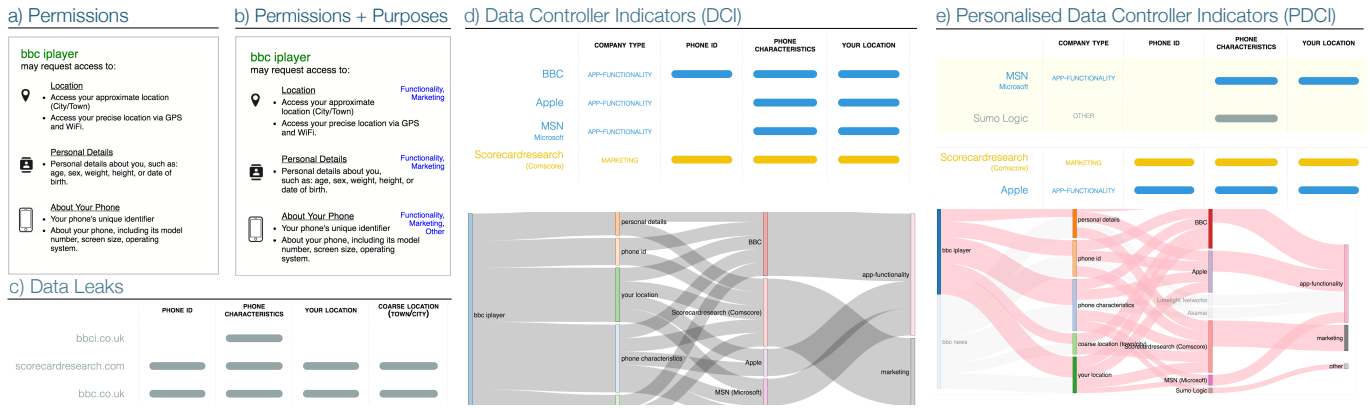 a) Permissions
bbc iplayer
may request access to:
Location
• Access your approximate location
(City/Town)
• Access your precise location via GPS
and WiFi.
Personal Details
• Personal details about you, such as:
age, sex, weight, height, or date of
birth.
About Your Phone
• Your phone's unique identifier
• About your phone, including its model
number, screen size, operating
system.
b) Permissions + Purposes
bbc iplayer
may request access to:
Location
Functionality,
Marketing
• Access your approximate
location (City/Town)
• Access your precise location via GPS
and WiFi.
Personal Details
Functionality,
Marketing
• Personal details about you,
such as: age, sex, weight, height, or
date of birth.
About Your Phone
Functionality,
Marketing,
Other
• Your phone's unique identifier
• About your phone, including its model
number, screen size, operating
system.
c) Data Leaks
PHONE ID
PHONE
CHARACTERISTICS
YOUR LOCATION
COARSE LOCATION
(TOWN/CITY)
bbci.co.uk
scorecardresearch.com
bbc.co.uk
d) Data Controller Indicators (DCI)
COMPANY TYPE
PHONE ID
PHONE
CHARACTERISTICS
YOUR LOCATION
BBC APP-FUNCTIONALITY
Apple APP-FUNCTIONALITY
MSN APP-FUNCTIONALITY
Microsoft
Scorecardresearch MARKETING
(Comscore)
personal details
phone id
your location
bbc iplayer
phone characteristics
BBC
Scorecardresearch (Comscore)
Apple
MSN (Microsoft)
app-functionality
marketing
e) Personalised Data Controller Indicators (PDCI)
COMPANY TYPE
PHONE ID
PHONE
CHARACTERISTICS
YOUR LOCATION
MSN APP-FUNCTIONALITY
Microsoft
Sumo Logic OTHER
Scorecardresearch MARKETING
(Comscore)
Apple APP-FUNCTIONALITY
bbc iplayer
bbc news
personal details
phone id
phone characteristics
coarse location (town/city)
your location
BBC
Apple
Limelight Networks
Akamai
Scorecardresearch (Comscore)
MSN (Microsoft)
Sumo Logic
app-functionality
marketing
other